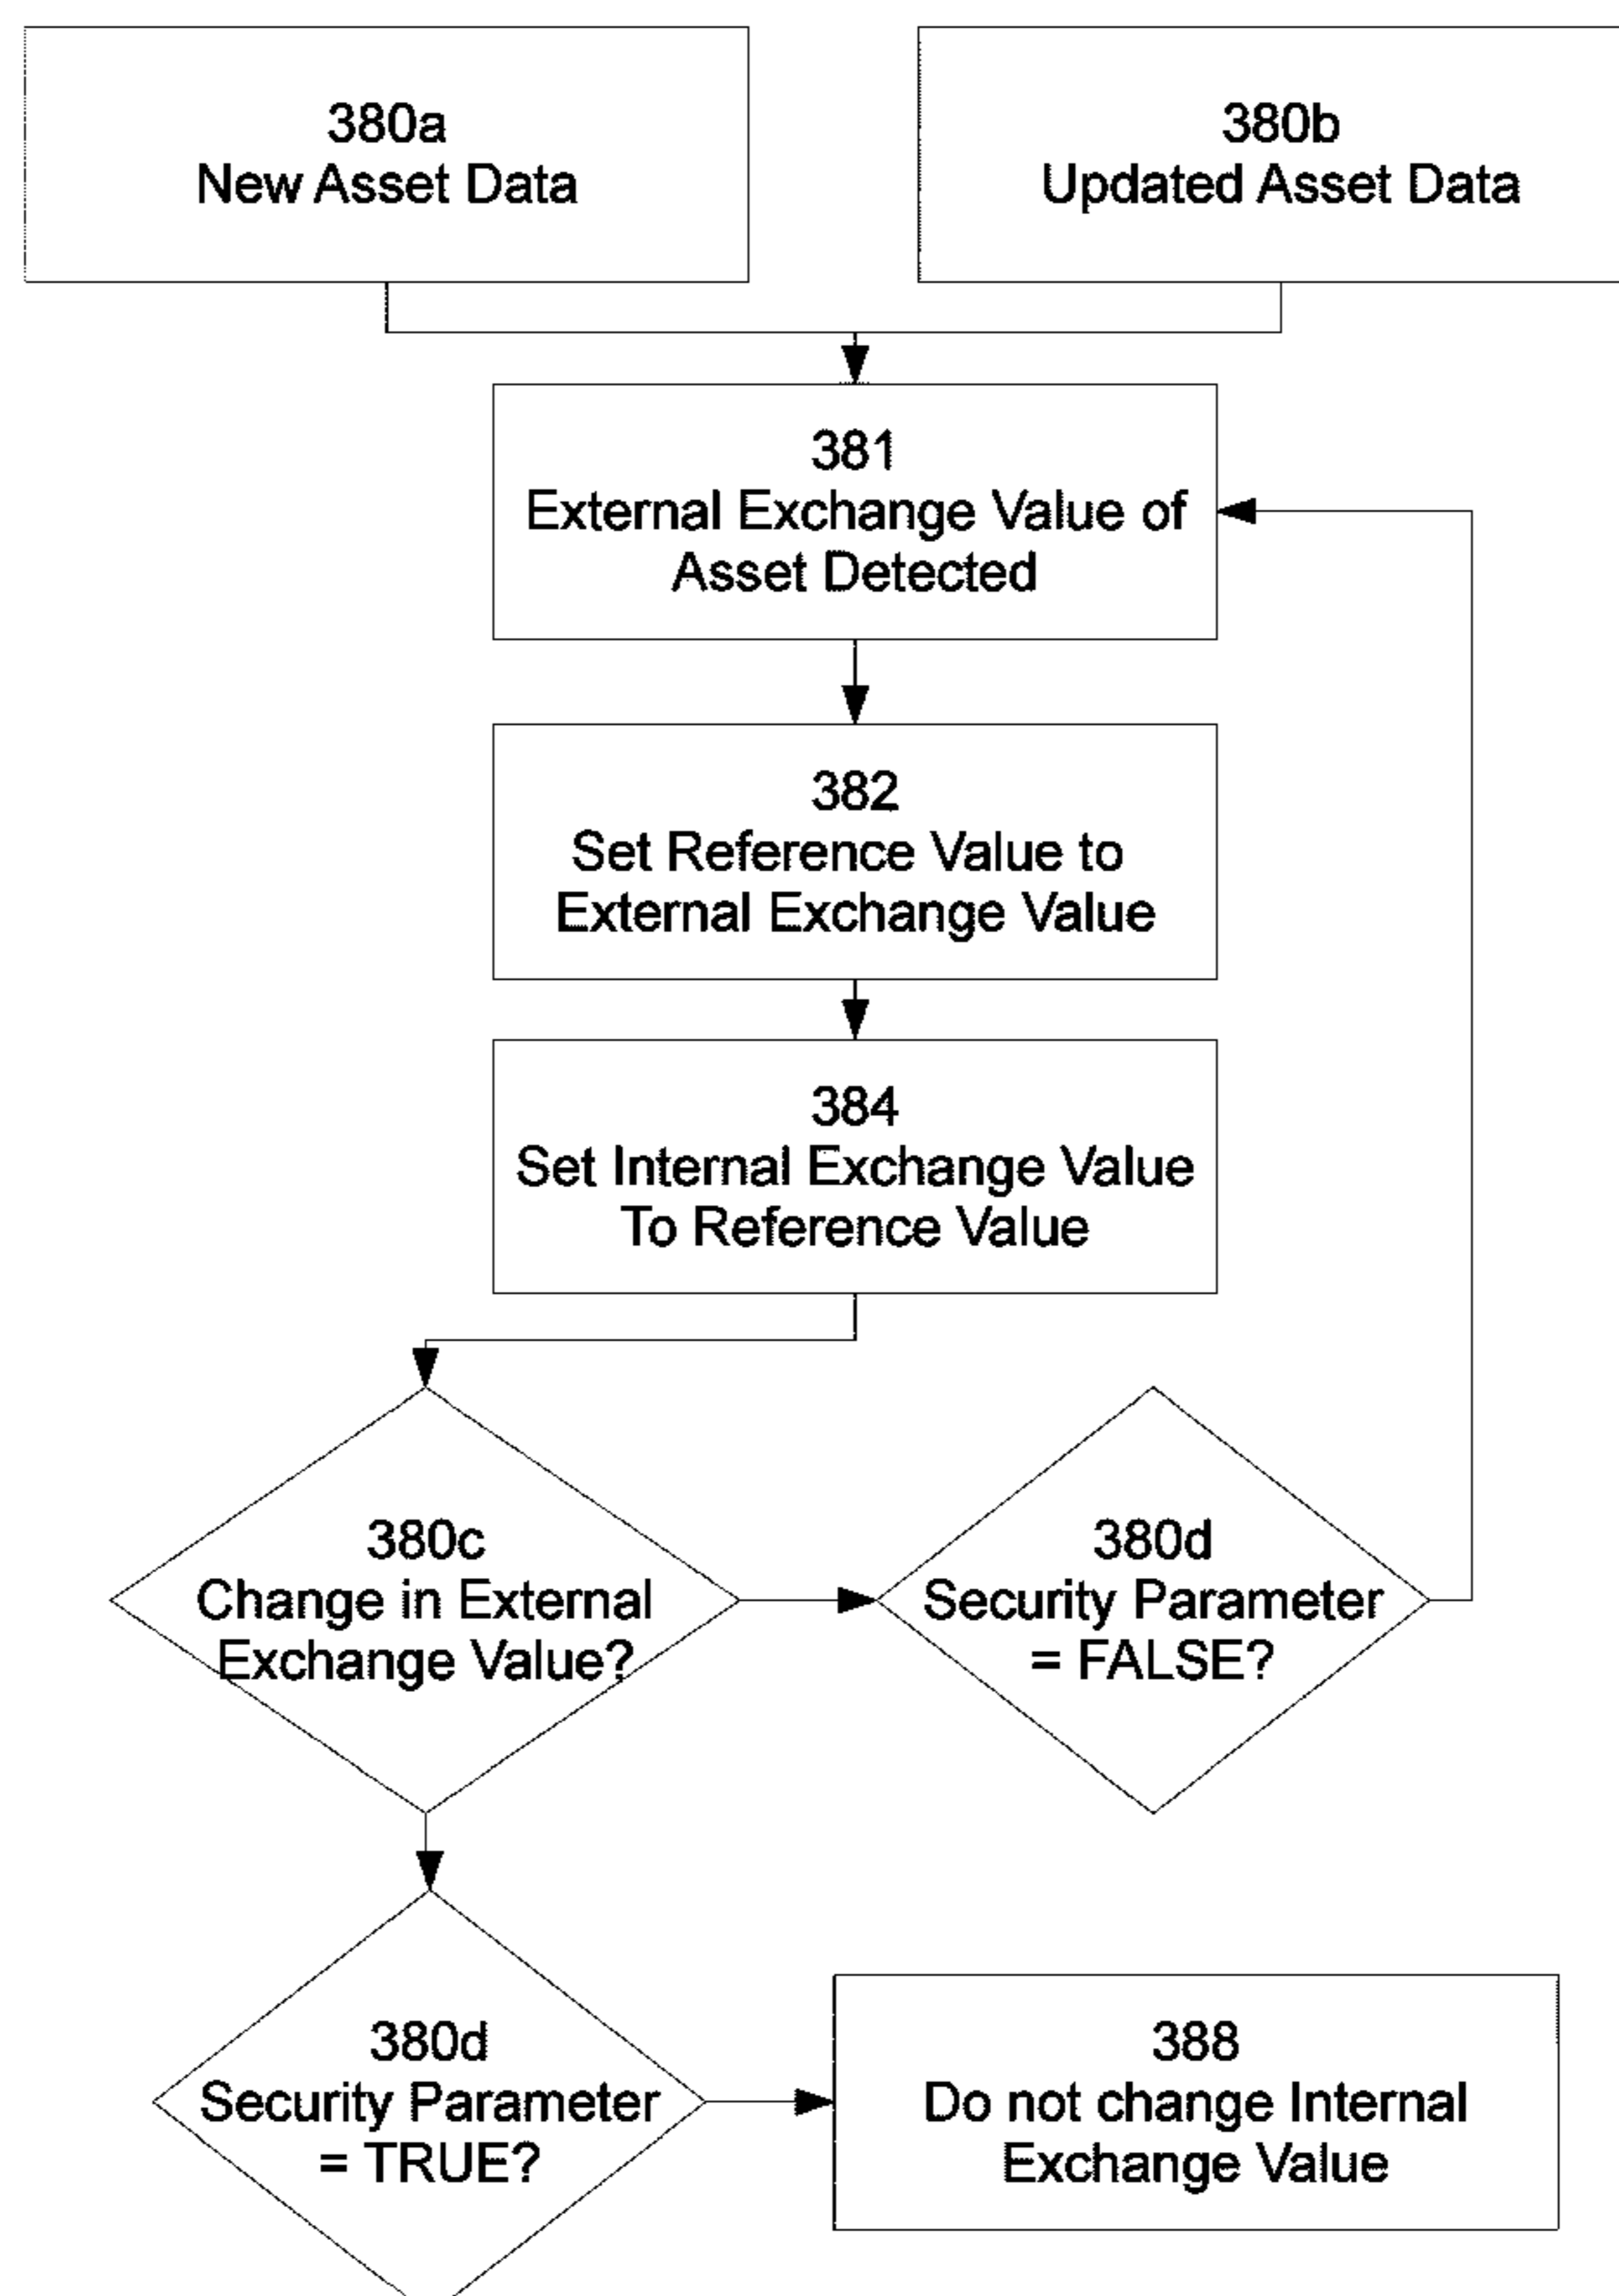 380a
New Asset Data
380b
Updated Asset Data
381
External Exchange Value of
Asset Detected
382
Set Reference Value to
External Exchange Value
384
Set Internal Exchange Value
To Reference Value
380c
Change in External
Exchange Value?
380d
Security Parameter
= FALSE?
380d
Security Parameter
= TRUE?
388
Do not change Internal
Exchange Value